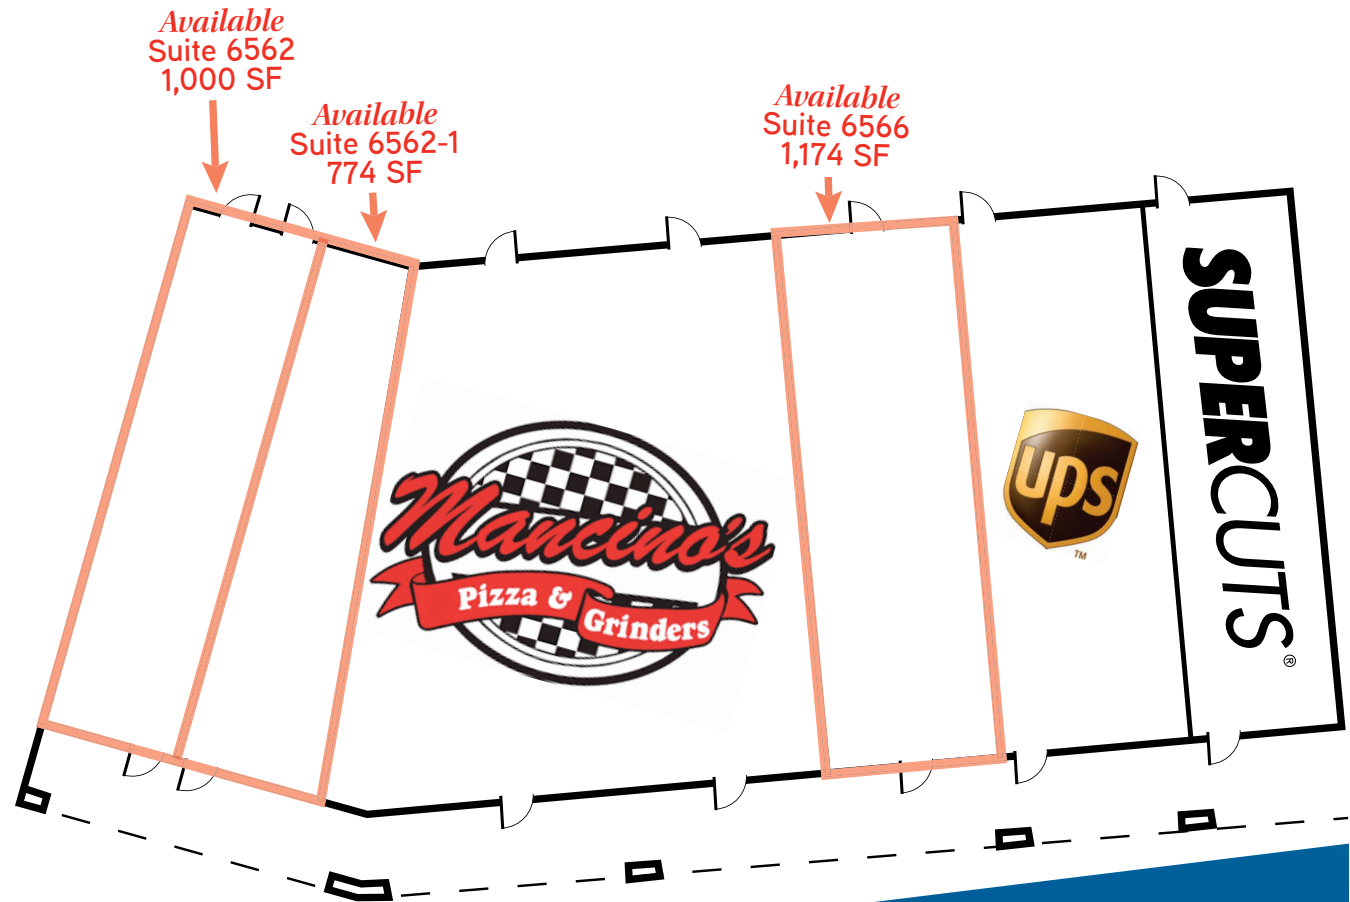 Available
Suite 6562
1,000 SF
Available
Suite 6562-1
774 SF
Available
Suite 6566
1,174 SF
Mancino's
Pizza &
Grinders
ups
TM
SUPERCUTS®